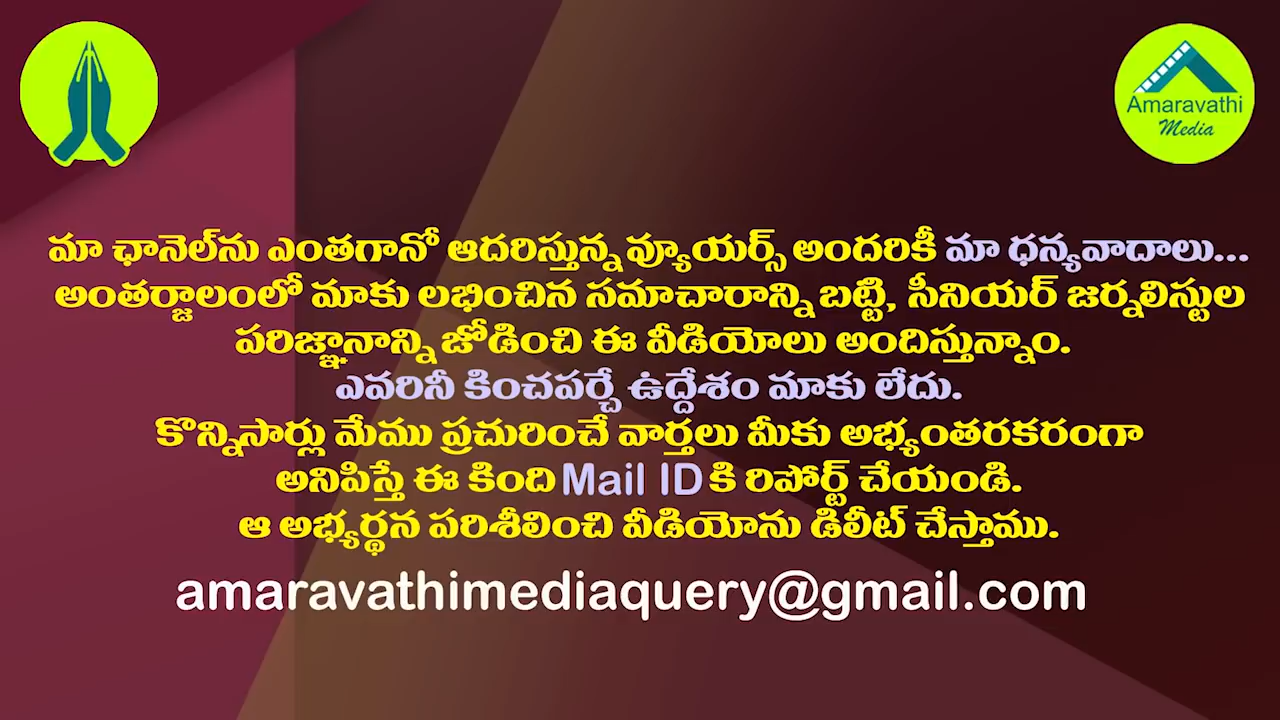 Amaravathi
Media
మా ఛానెల్‌ను ఎంతగానో ఆదరిస్తున్న వ్యూయర్స్ అందరికీ మా ధన్యవాదాలు...
అంతర్జాలంలో మాకు లభించిన సమాచారాన్ని బట్టి, సీనియర్ జర్నలిస్టుల
పరిజ్ఞానాన్ని జోడించి ఈ వీడియోలు అందిస్తున్నాం.
ఎవరినీ కించపర్చే ఉద్దేశం మాకు లేదు.
కొన్నిసార్లు మేము ప్రచురించే వార్తలు మీకు అభ్యంతరకరంగా
అనిపిస్తే ఈ కింది Mail ID కి రిపోర్ట్ చేయండి.
ఆ అభ్యర్థన పరిశీలించి వీడియోను డిలీట్ చేస్తాము.
amaravathimediaquery@gmail.com